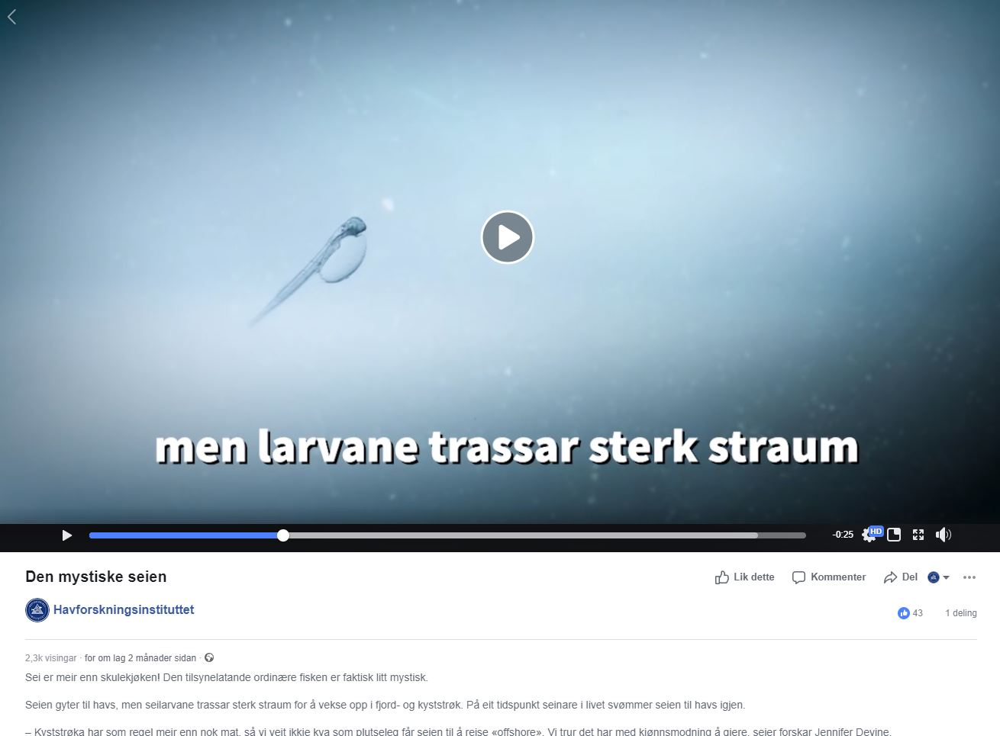 men larvane trassar sterk straum
-0:25
HD
Den mystiske seien
Lik dette
Kommenter
Del
Havforskningsinstituttet
43
1 deling
2,3k visingar · for om lag 2 månader sidan ·
Sei er meir enn skulekjøken! Den tilsynelatande ordinære fisken er faktisk litt mystisk.
Seien gyter til havs, men seilarvane trassar sterk straum for å vekse opp i fjord- og kyststrøk. På eit tidspunkt seinare i livet svømmer seien til havs igjen.
– Kyststrøka har som regel meir enn nok mat, så vi veit ikkje kva som plutseleg får seien til å reise «offshore». Vi trur det har med kjønnsmodning å gjere, seier forskar Jennifer Devine.